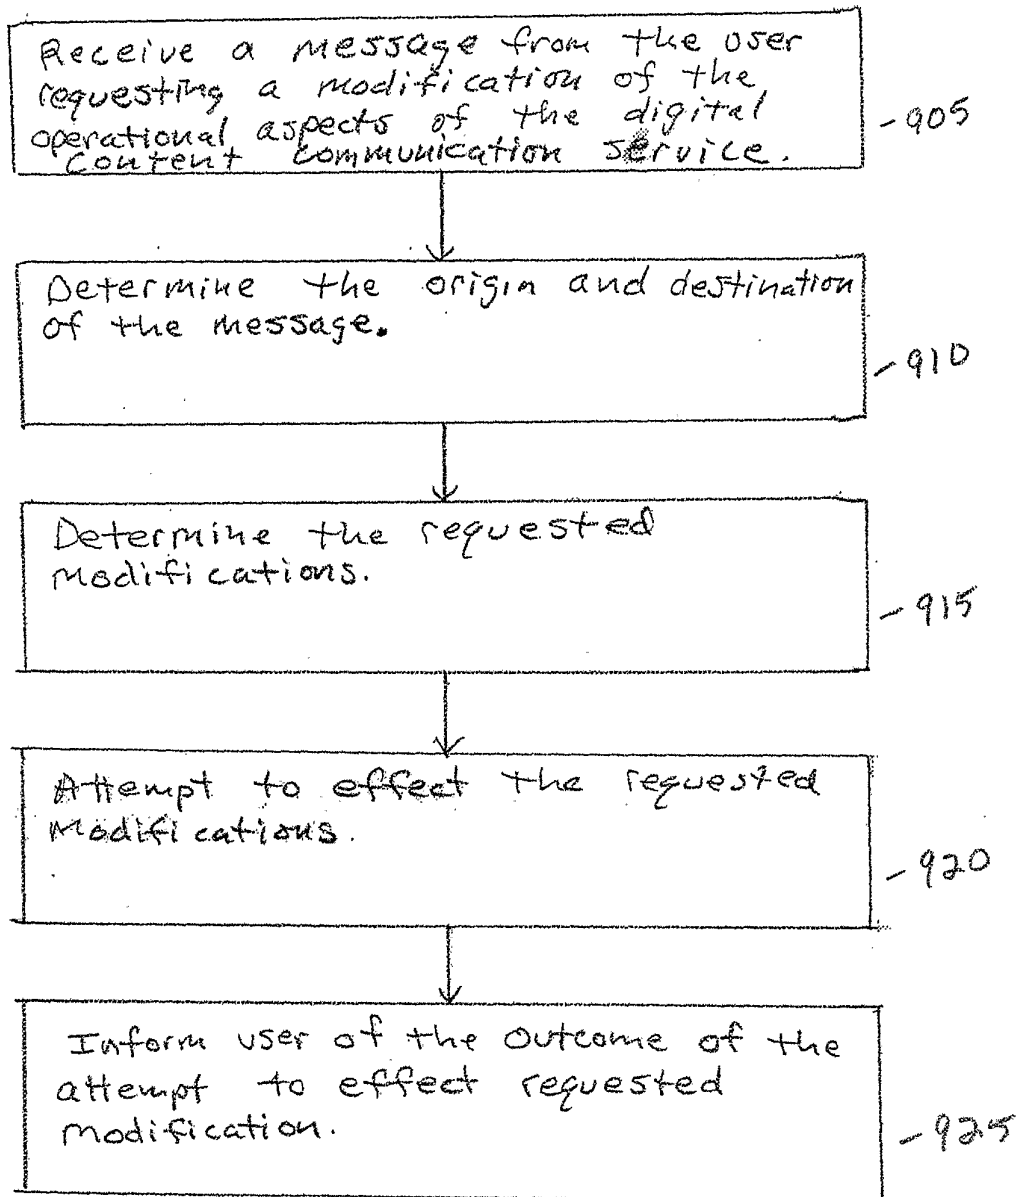 Receive a message from the user
requesting a modification of the
operational aspects of the digital
content communication service.
- 905
Determine the origin and destination
of the message.
- 910
Determine the requested
modifications.
- 915
Attempt to effect the requested
modifications.
- 920
Inform user of the outcome of the
attempt to effect requested
modification.
- 925